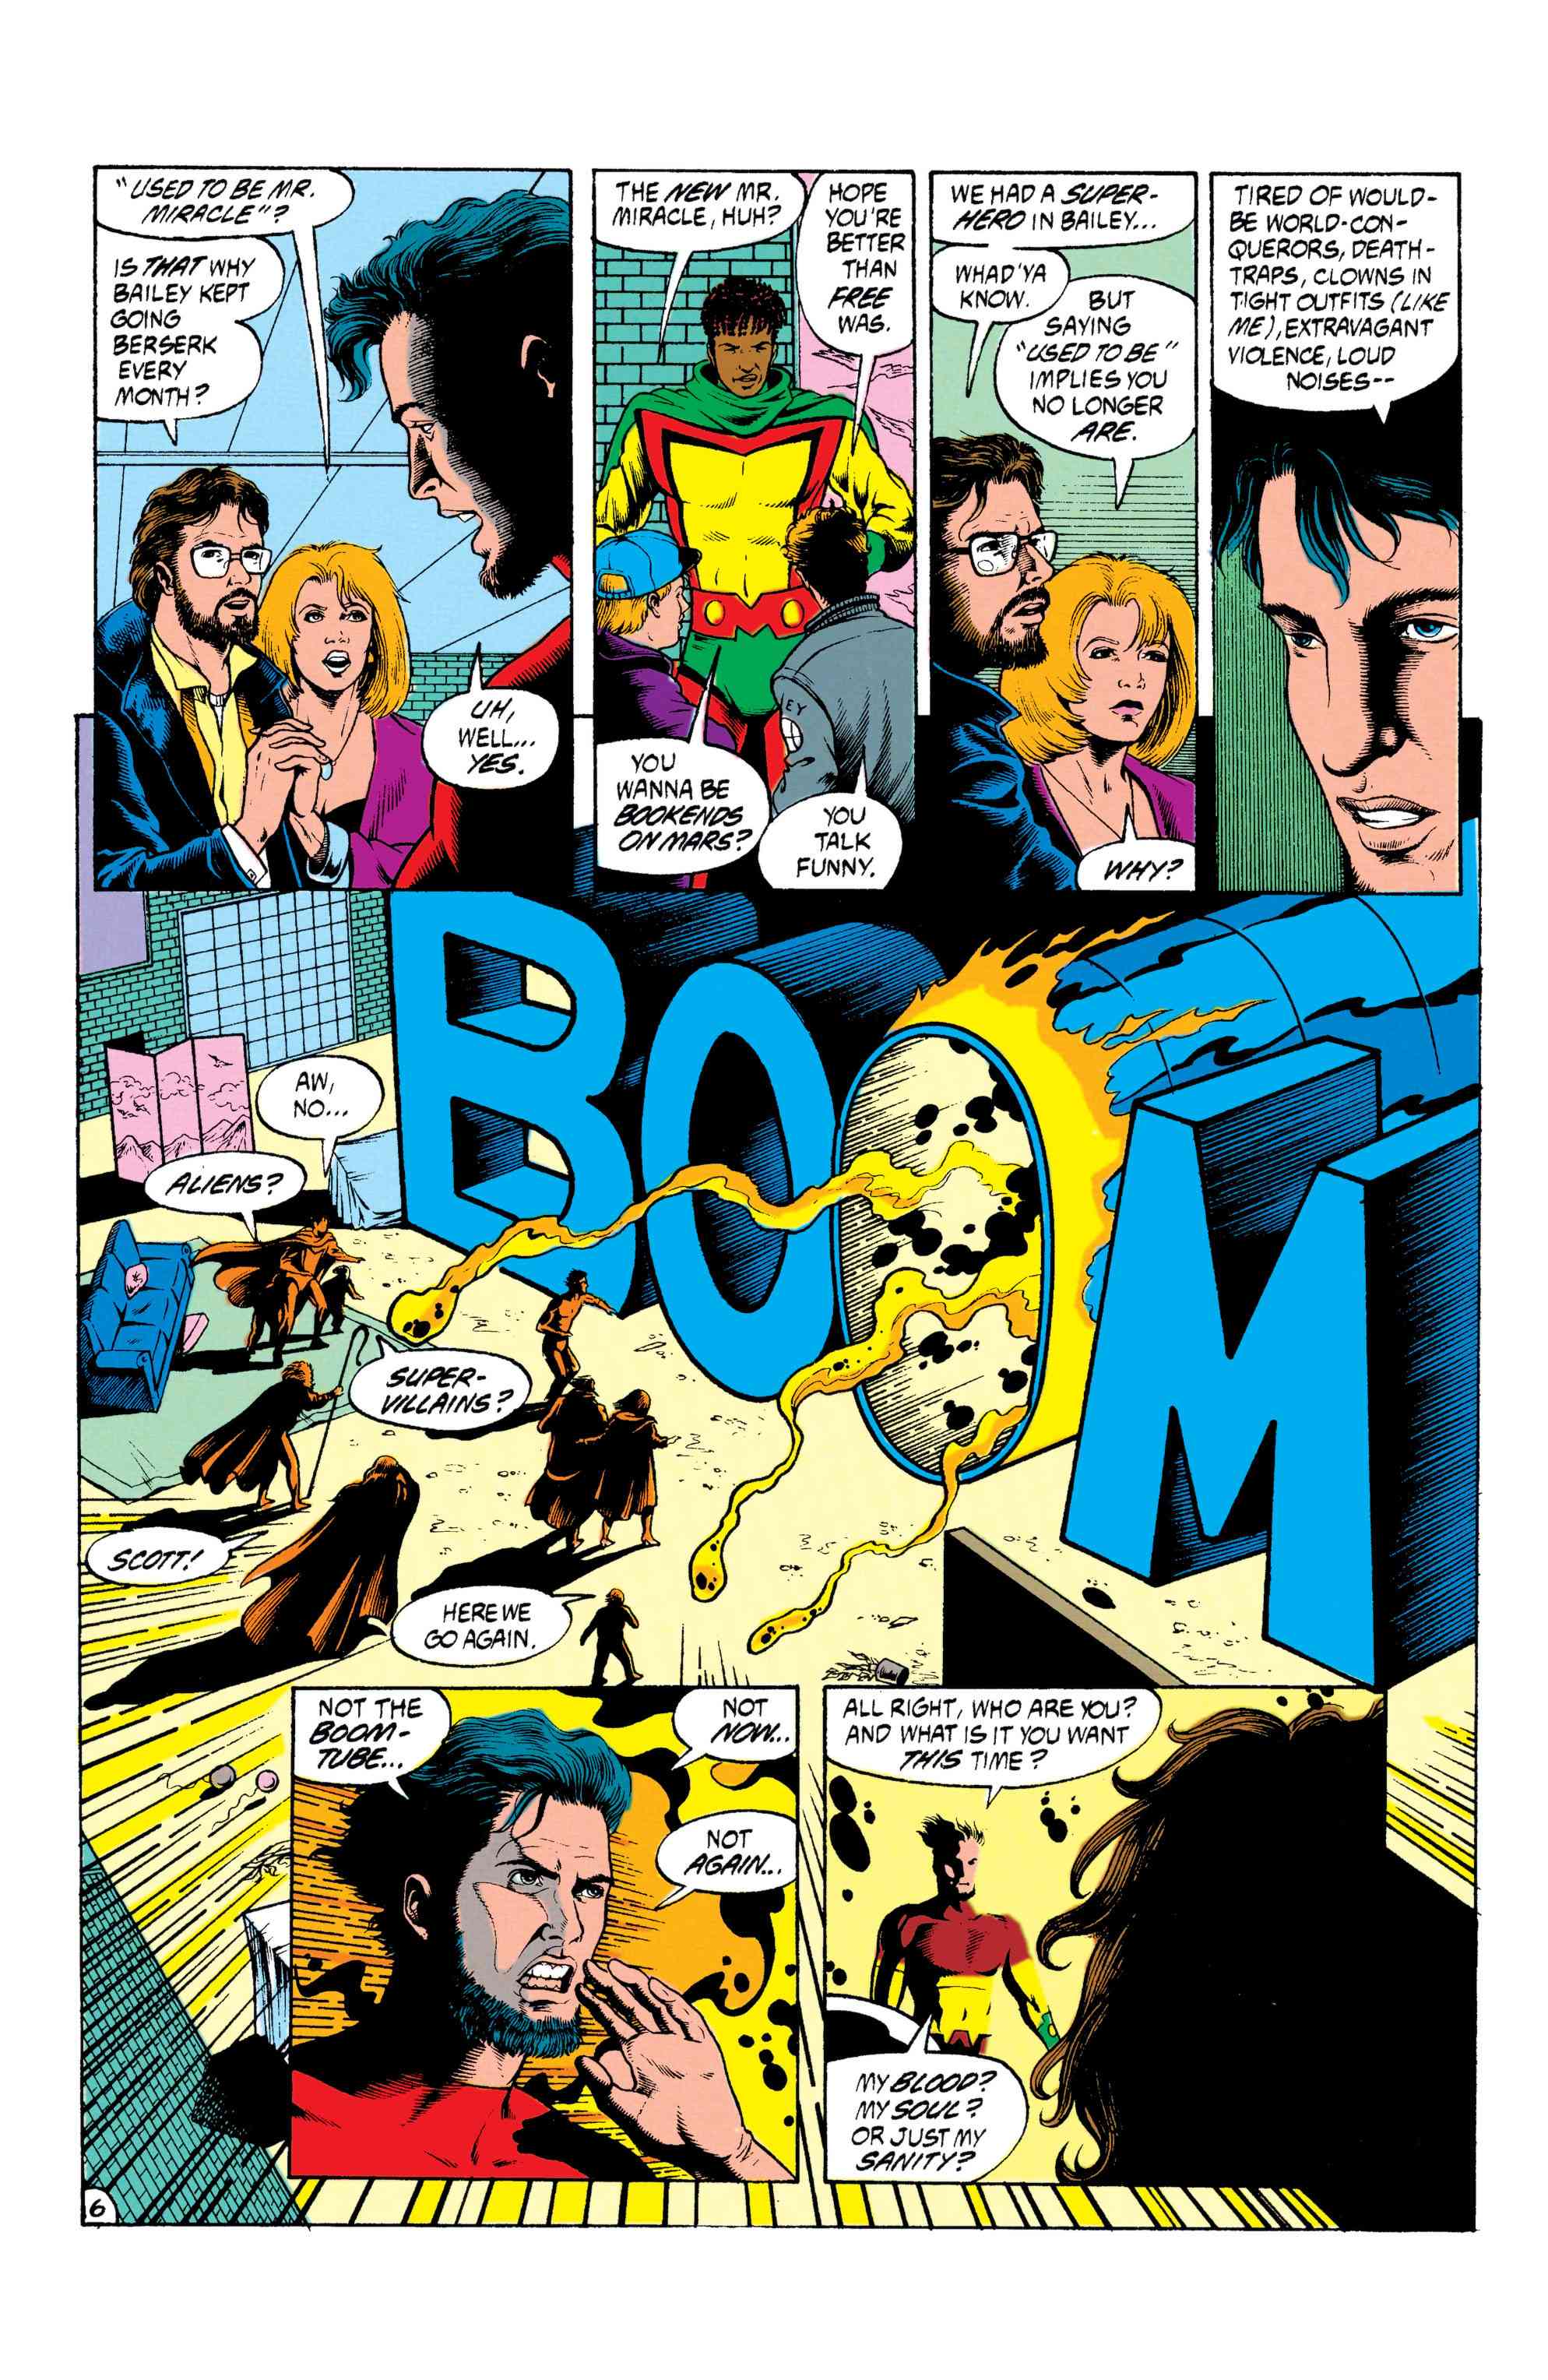 "USED TO BE MR.
MIRACLE"?
IS THAT WHY
BAILEY KEPT
GOING
BERSERK
EVERY
MONTH?
UH,
WELL...
YES.
THE NEW MR.
MIRACLE, HUH?
HOPE
YOU'RE
BETTER
THAN
FREE
WAS.
YOU
WANNA BE
BOOKENDS
ON MARS?
EY
YOU
TALK
FUNNY.
WE HAD A SUPER-
HERO IN BAILEY...
WHAD'YA
KNOW.
BUT
SAYING
"USED TO BE"
IMPLIES YOU
NO LONGER
ARE.
WHY?
TIRED OF WOULD-
BE WORLD-CON-
QUERORS, DEATH-
TRAPS, CLOWNS IN
TIGHT OUTFITS (LIKE
ME), EXTRAVAGANT
VIOLENCE, LOUD
NOISES--
BOOM
AW,
NO...
ALIENS?
SUPER-
VILLAINS?
SCOTT!
HERE WE
GO AGAIN.
NOT THE
BOOM-
TUBE...
NOT
NOW...
NOT
AGAIN...
ALL RIGHT, WHO ARE YOU?
AND WHAT IS IT YOU WANT
THIS TIME?
MY BLOOD?
MY SOUL?
OR JUST MY
SANITY?
6